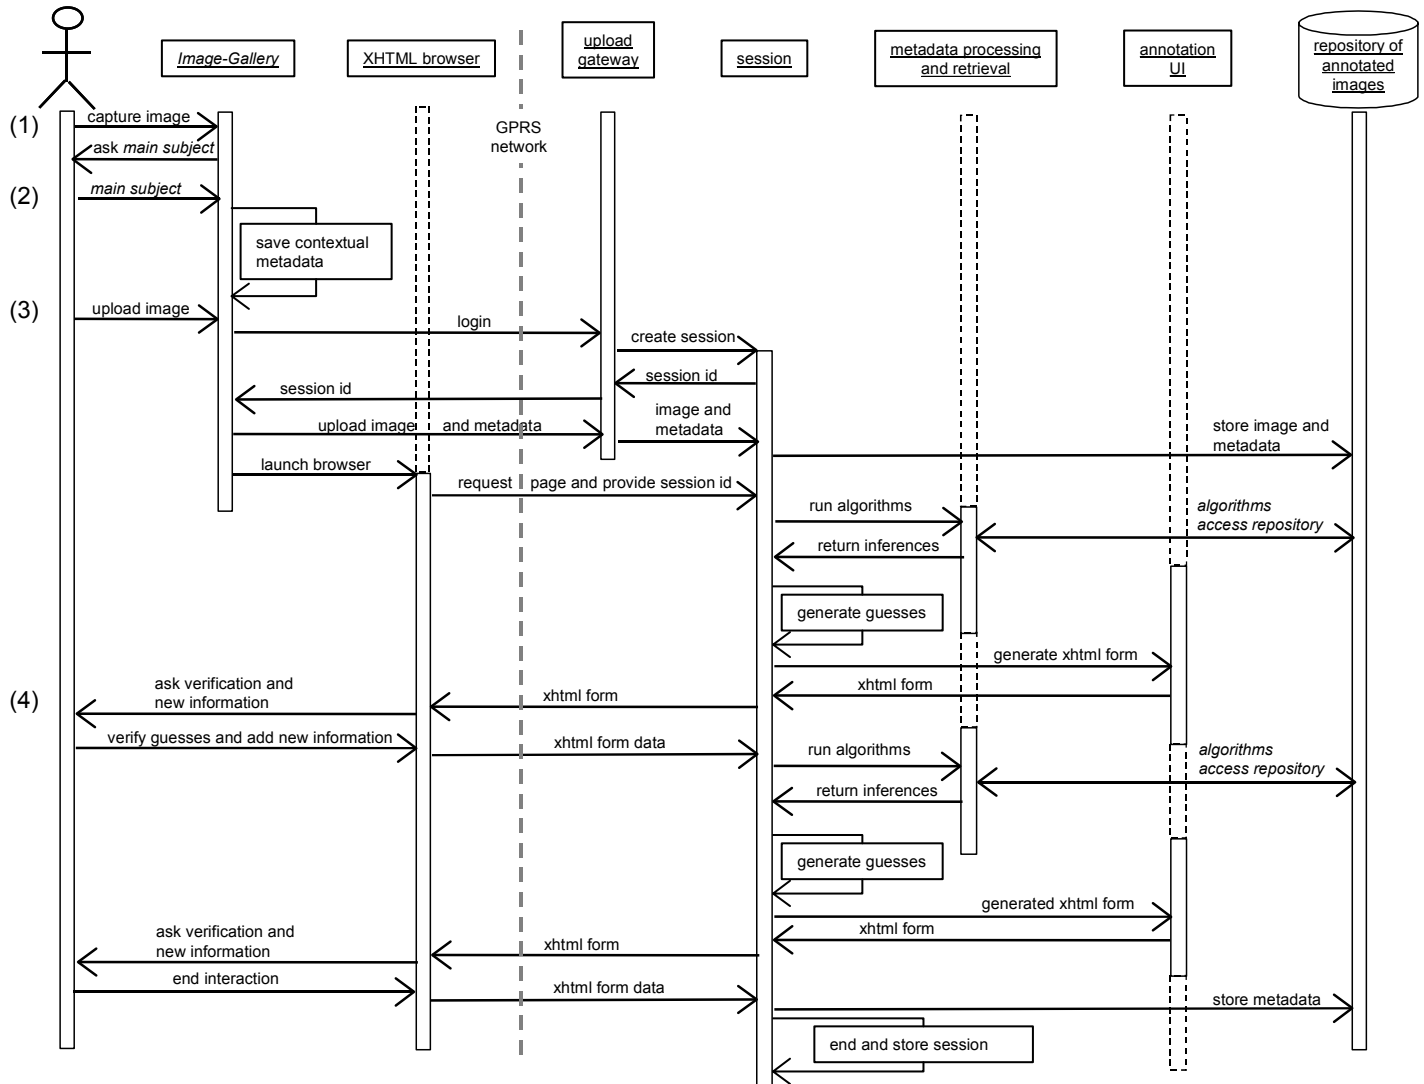 Image-Gallery
XHTML browser
upload
gateway
session
metadata processing
and retrieval
annotation
UI
repository of
annotated
images
(1)
capture image
GPRS
network
ask main subject
(2)
main subject
save contextual
metadata
(3)
upload image
login
create session
session id
session id
image and
metadata
upload image and metadata
store image and
metadata
launch browser
request page and provide session id
run algorithms
algorithms
access repository
return inferences
generate guesses
generate xhtml form
xhtml form
(4)
ask verification and
new information
xhtml form
verify guesses and add new information
xhtml form data
run algorithms
algorithms
access repository
return inferences
generate guesses
generated xhtml form
xhtml form
ask verification and
new information
xhtml form
end interaction
xhtml form data
store metadata
end and store session